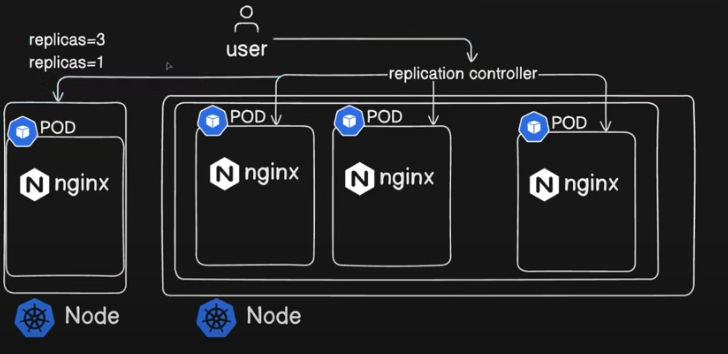 replicas=3
replicas=1
user
replication controller
POD
nginx
POD
nginx
POD
nginx
POD
nginx
Node
Node